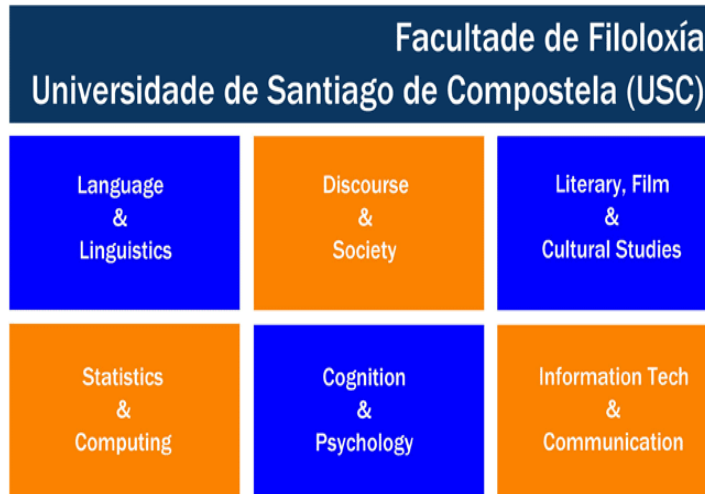 Facultade de Filoloxía
Universidade de Santiago de Compostela (USC)
Language
&
Linguistics
Discourse
&
Society
Literary, Film
&
Cultural Studies
Statistics
&
Computing
Cognition
&
Psychology
Information Tech
&
Communication